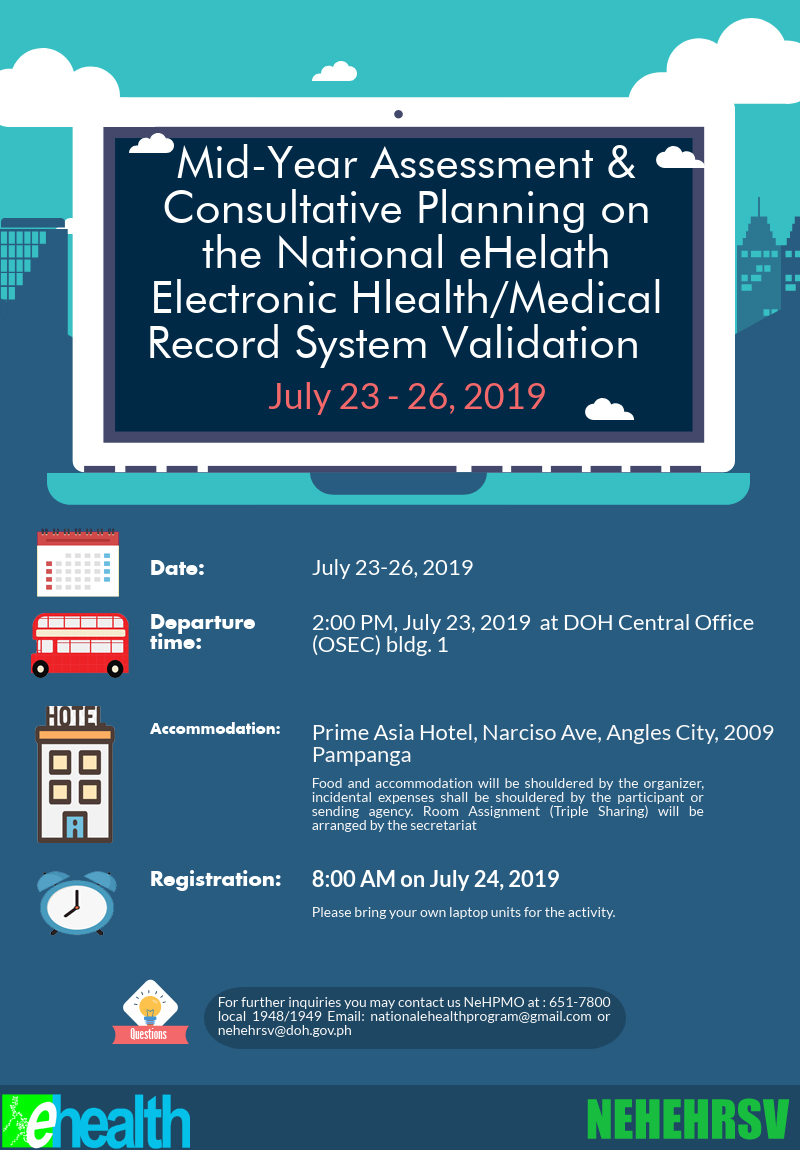 Mid-Year Assessment &
Consultative Planning on
the National eHelath
Electronic Hlealth/Medical
Record System Validation
July 23 - 26, 2019
Date:
July 23-26, 2019
Departure
time:
2:00 PM, July 23, 2019 at DOH Central Office
(OSEC) bldg. 1
HOTEL
Accommodation:
Prime Asia Hotel, Narciso Ave, Angles City, 2009
Pampanga
Food and accommodation will be shouldered by the organizer,
incidental expenses shall be shouldered by the participant or
sending agency. Room Assignment (Triple Sharing) will be
arranged by the secretariat
Registration:
8:00 AM on July 24, 2019
Please bring your own laptop units for the activity.
Questions
For further inquiries you may contact us NeHPMO at : 651-7800
local 1948/1949 Email: nationalehealthprogram@gmail.com or
nehehrsv@doh.gov.ph
ehealth
NEHEHRSV